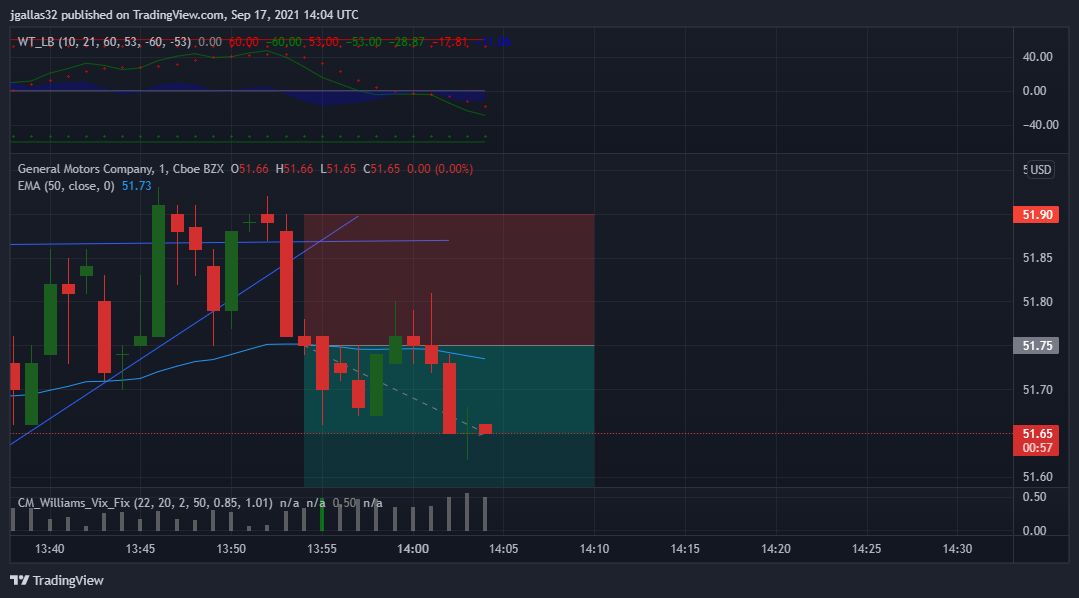 jgallas32 published on TradingView.com, Sep 17, 2021 14:04 UTC
WT_LB (10, 21, 60, 53, -60, -53) 0.00 60.00 −60.00 53.00 −53.00 −28.87 −17.81
40.00
0.00
−40.00
General Motors Company, 1, Cboe BZX O51.66 H51.66 L51.65 C51.65 0.00 (0.00%)
USD
EMA (50, close, 0) 51.73
51.90
51.85
51.80
51.75
51.70
51.65
00:57
51.60
CM_Williams_Vix_Fix (22, 20, 2, 50, 0.85, 1.01) n/a n/a 0.50 n/a
0.50
0.00
13:40 13:45 13:50 13:55 14:00 14:05 14:10 14:15 14:20 14:25 14:30
TradingView